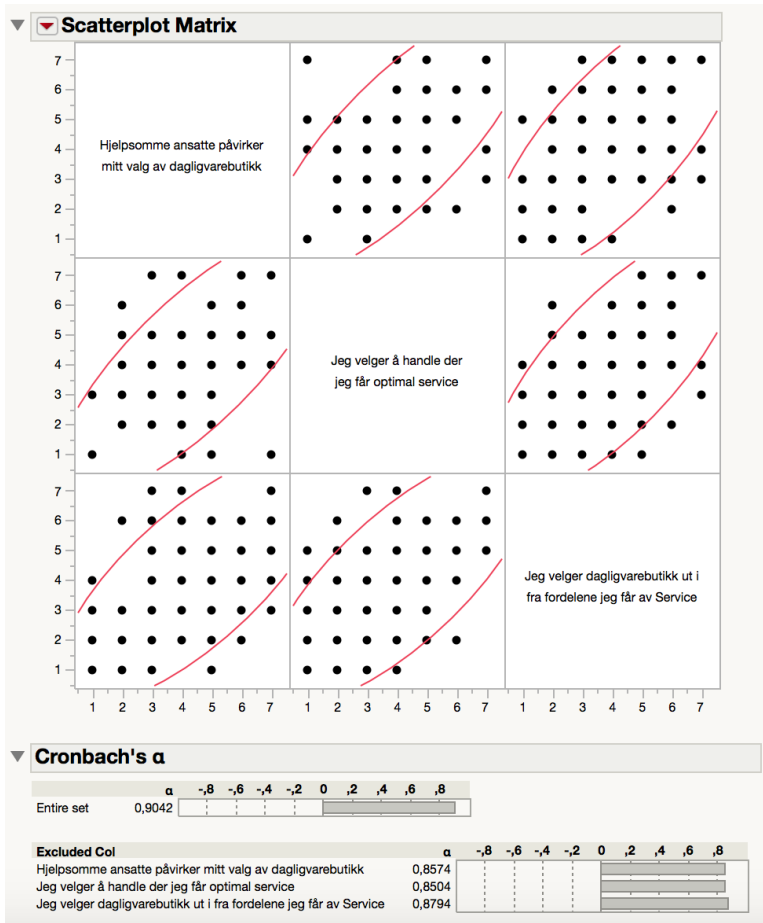 Scatterplot Matrix
7
6
5
4
3
2
1
Hjelpsomme ansatte påvirker
mitt valg av dagligvarebutikk
7
6
5
4
3
2
1
Jeg velger å handle der
jeg får optimal service
7
6
5
4
3
2
1
Jeg velger dagligvarebutikk ut i
fra fordelene jeg får av Service
1 2 3 4 5 6 7 1 2 3 4 5 6 7 1 2 3 4 5 6 7
Cronbach's α
α -,8 -,6 -,4 -,2 0 ,2 ,4 ,6 ,8
Entire set 0,9042
Excluded Col α -,8 -,6 -,4 -,2 0 ,2 ,4 ,6 ,8
Hjelpsomme ansatte påvirker mitt valg av dagligvarebutikk 0,8574
Jeg velger å handle der jeg får optimal service 0,8504
Jeg velger dagligvarebutikk ut i fra fordelene jeg får av Service 0,8794